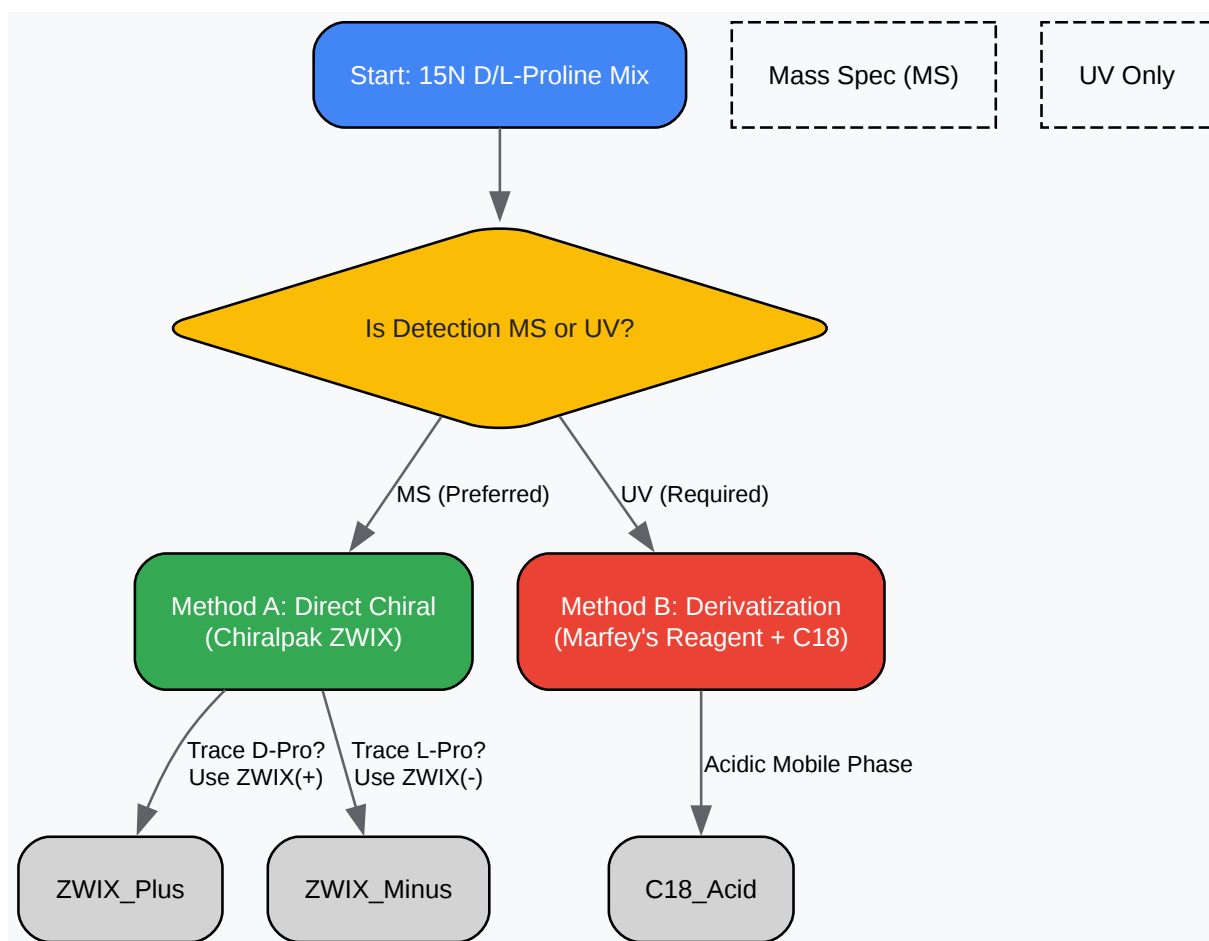 Start: 15N D/L-Proline Mix
Mass Spec (MS)
UV Only
Is Detection MS or UV?
MS (Preferred)
UV (Required)
Method A: Direct Chiral
(Chiralpak ZWIX)
Method B: Derivatization
(Marfey's Reagent + C18)
Trace D-Pro?
Use ZWIX(+)
Trace L-Pro?
Use ZWIX(-)
Acidic Mobile Phase
ZWIX_Plus
ZWIX_Minus
C18_Acid